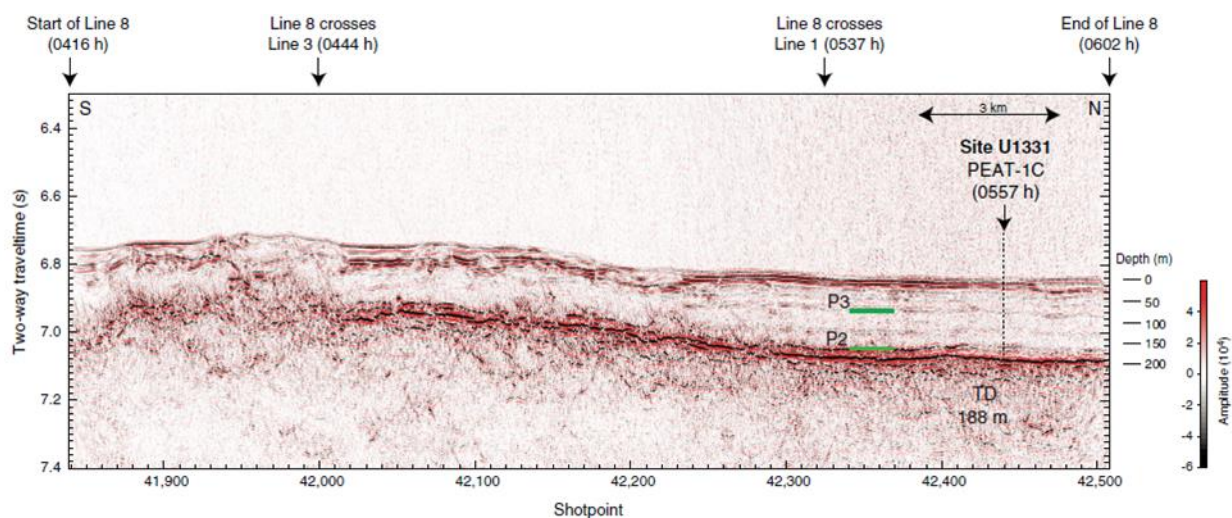 Start of Line 8
(0416 h)
Line 8 crosses
Line 3 (0444 h)
Line 8 crosses
Line 1 (0537 h)
End of Line 8
(0602 h)
S
N
3 km
Site U1331
PEAT-1C
(0557 h)
6.4
6.6
6.8
7.0
7.2
7.4
Two-way traveltime (s)
P3
P2
TD
188 m
Depth (m)
0
50
100
150
200
4
2
0
-2
-4
-6
Amplitude (10⁴)
41,900
42,000
42,100
42,200
42,300
42,400
42,500
Shotpoint